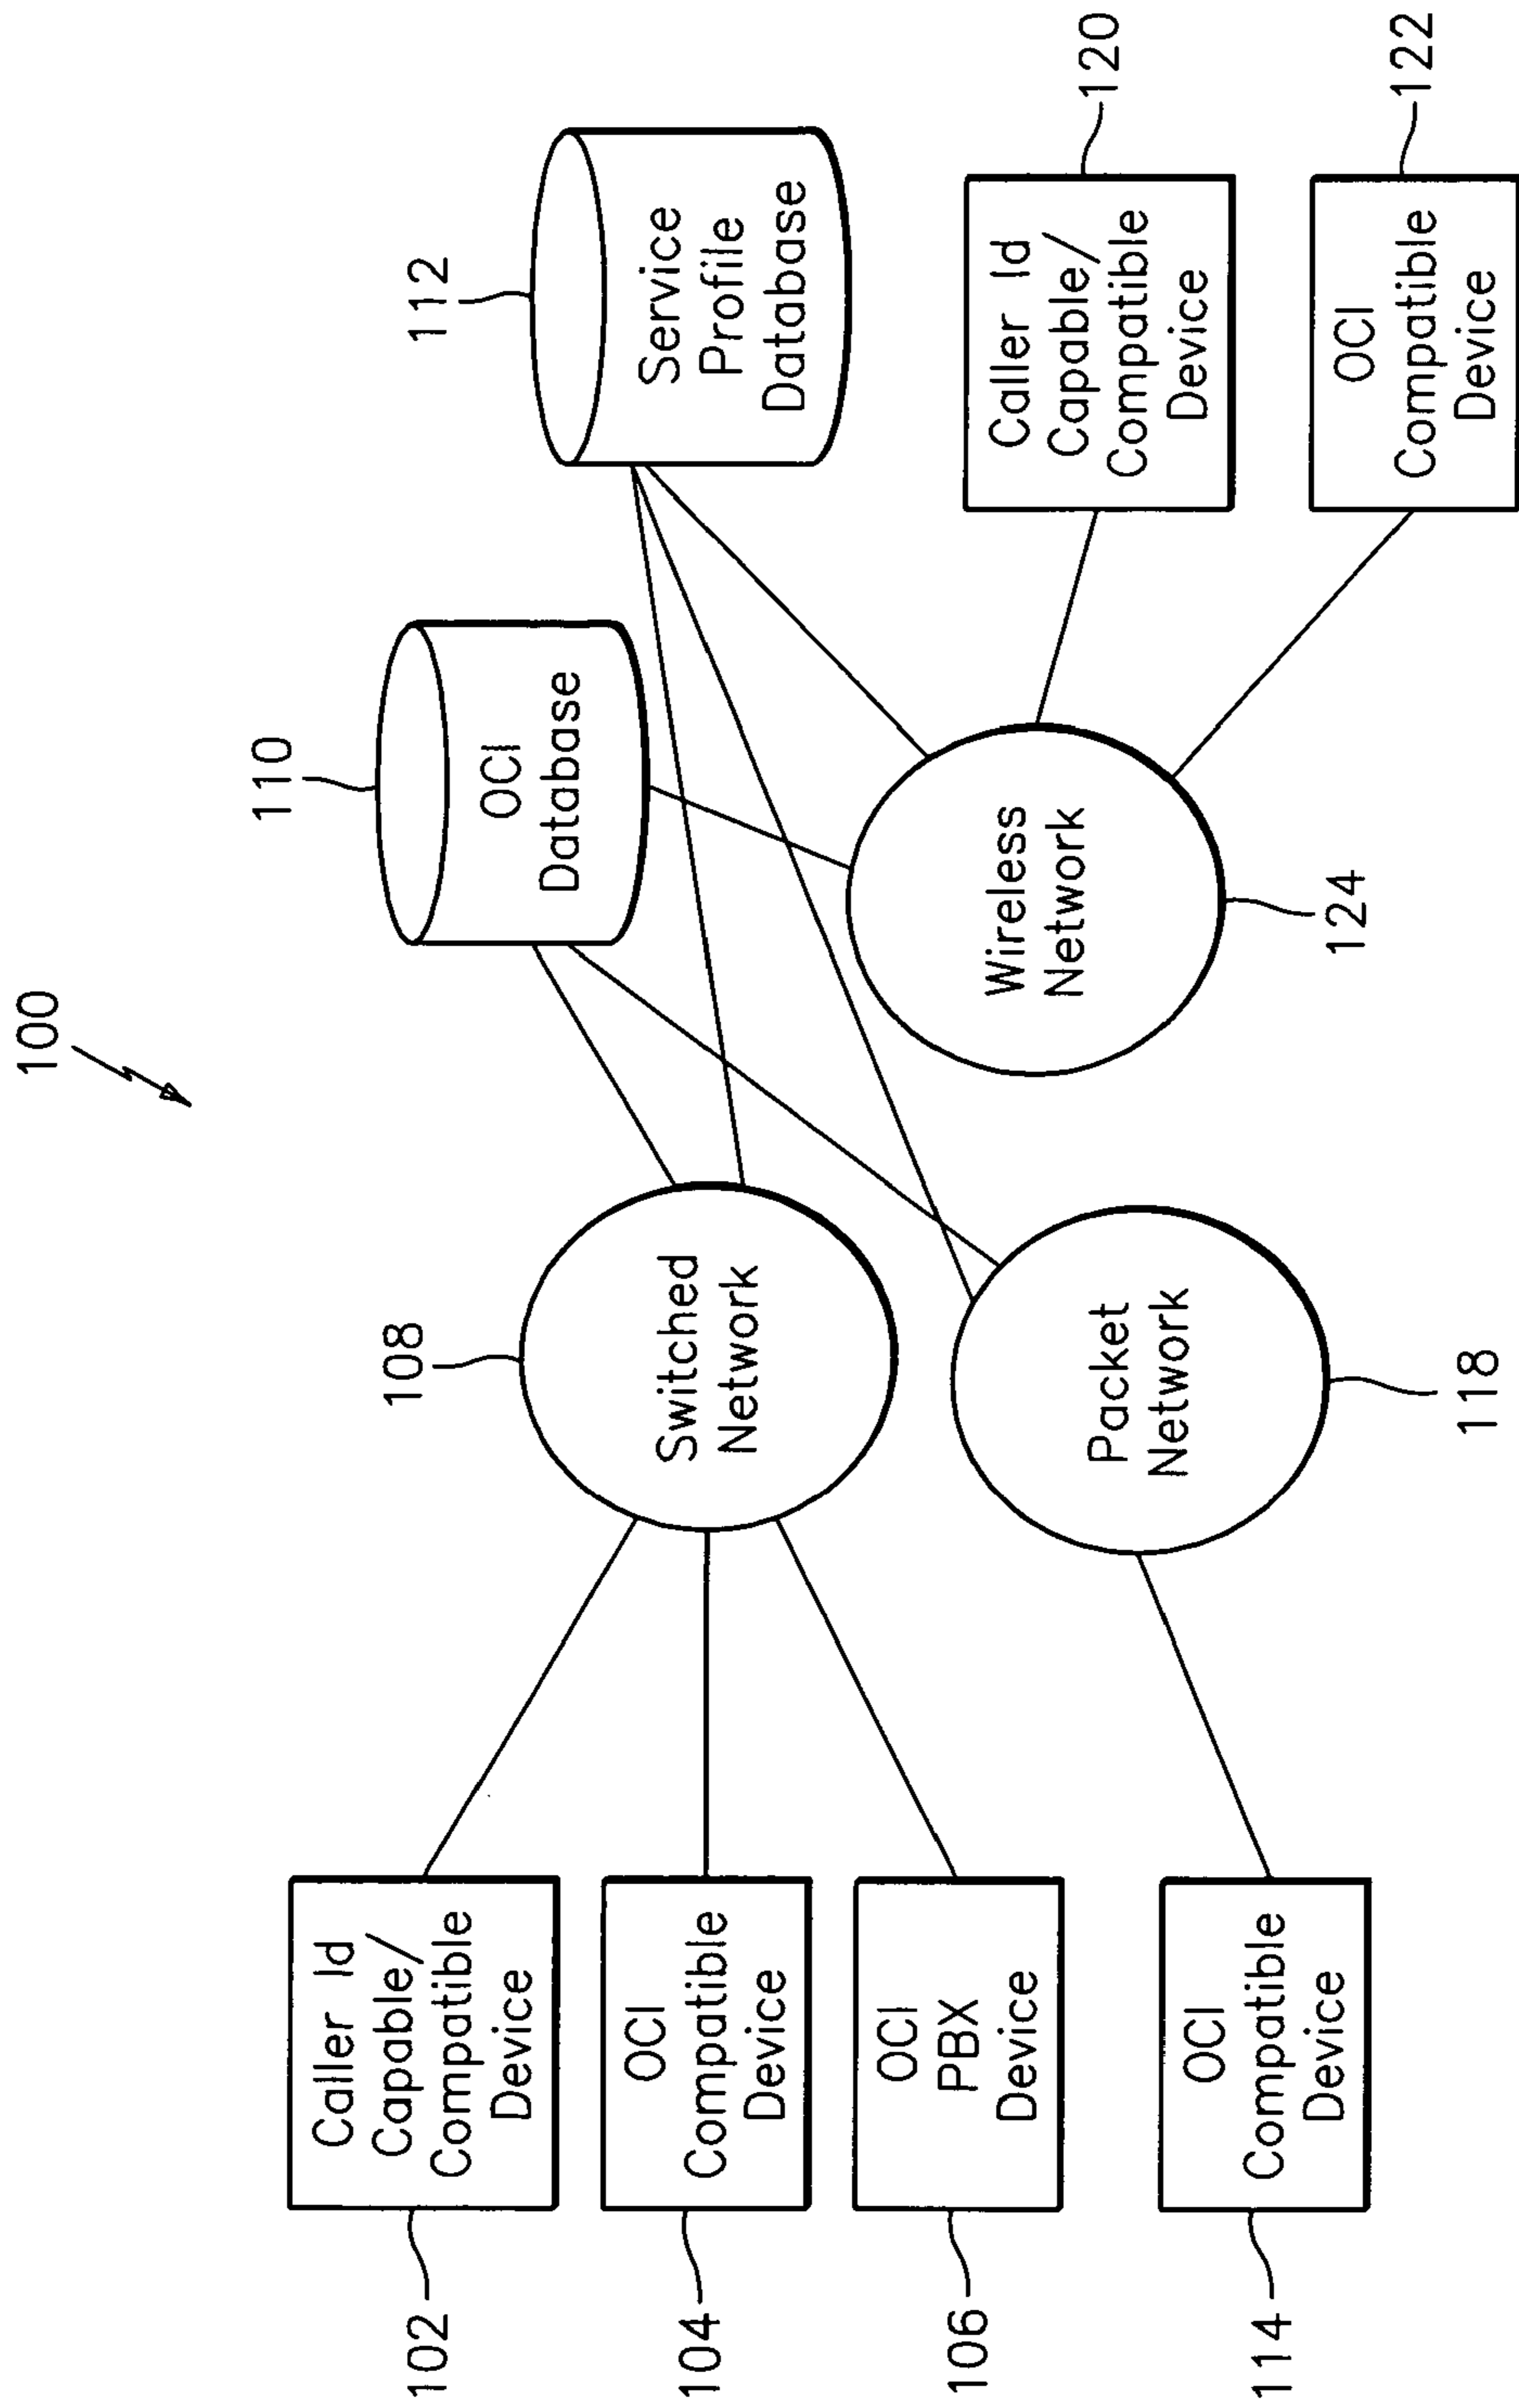 100
102
Caller Id
Capable/
Compatible
Device
104
OCI
Compatible
Device
106
OCI
PBX
Device
114
OCI
Compatible
Device
108
Switched
Network
Packet
Network
118
110
OCI
Database
112
Service
Profile
Database
Wireless
Network
124
Caller Id
Capable/
Compatible
Device
120
OCI
Compatible
Device
122